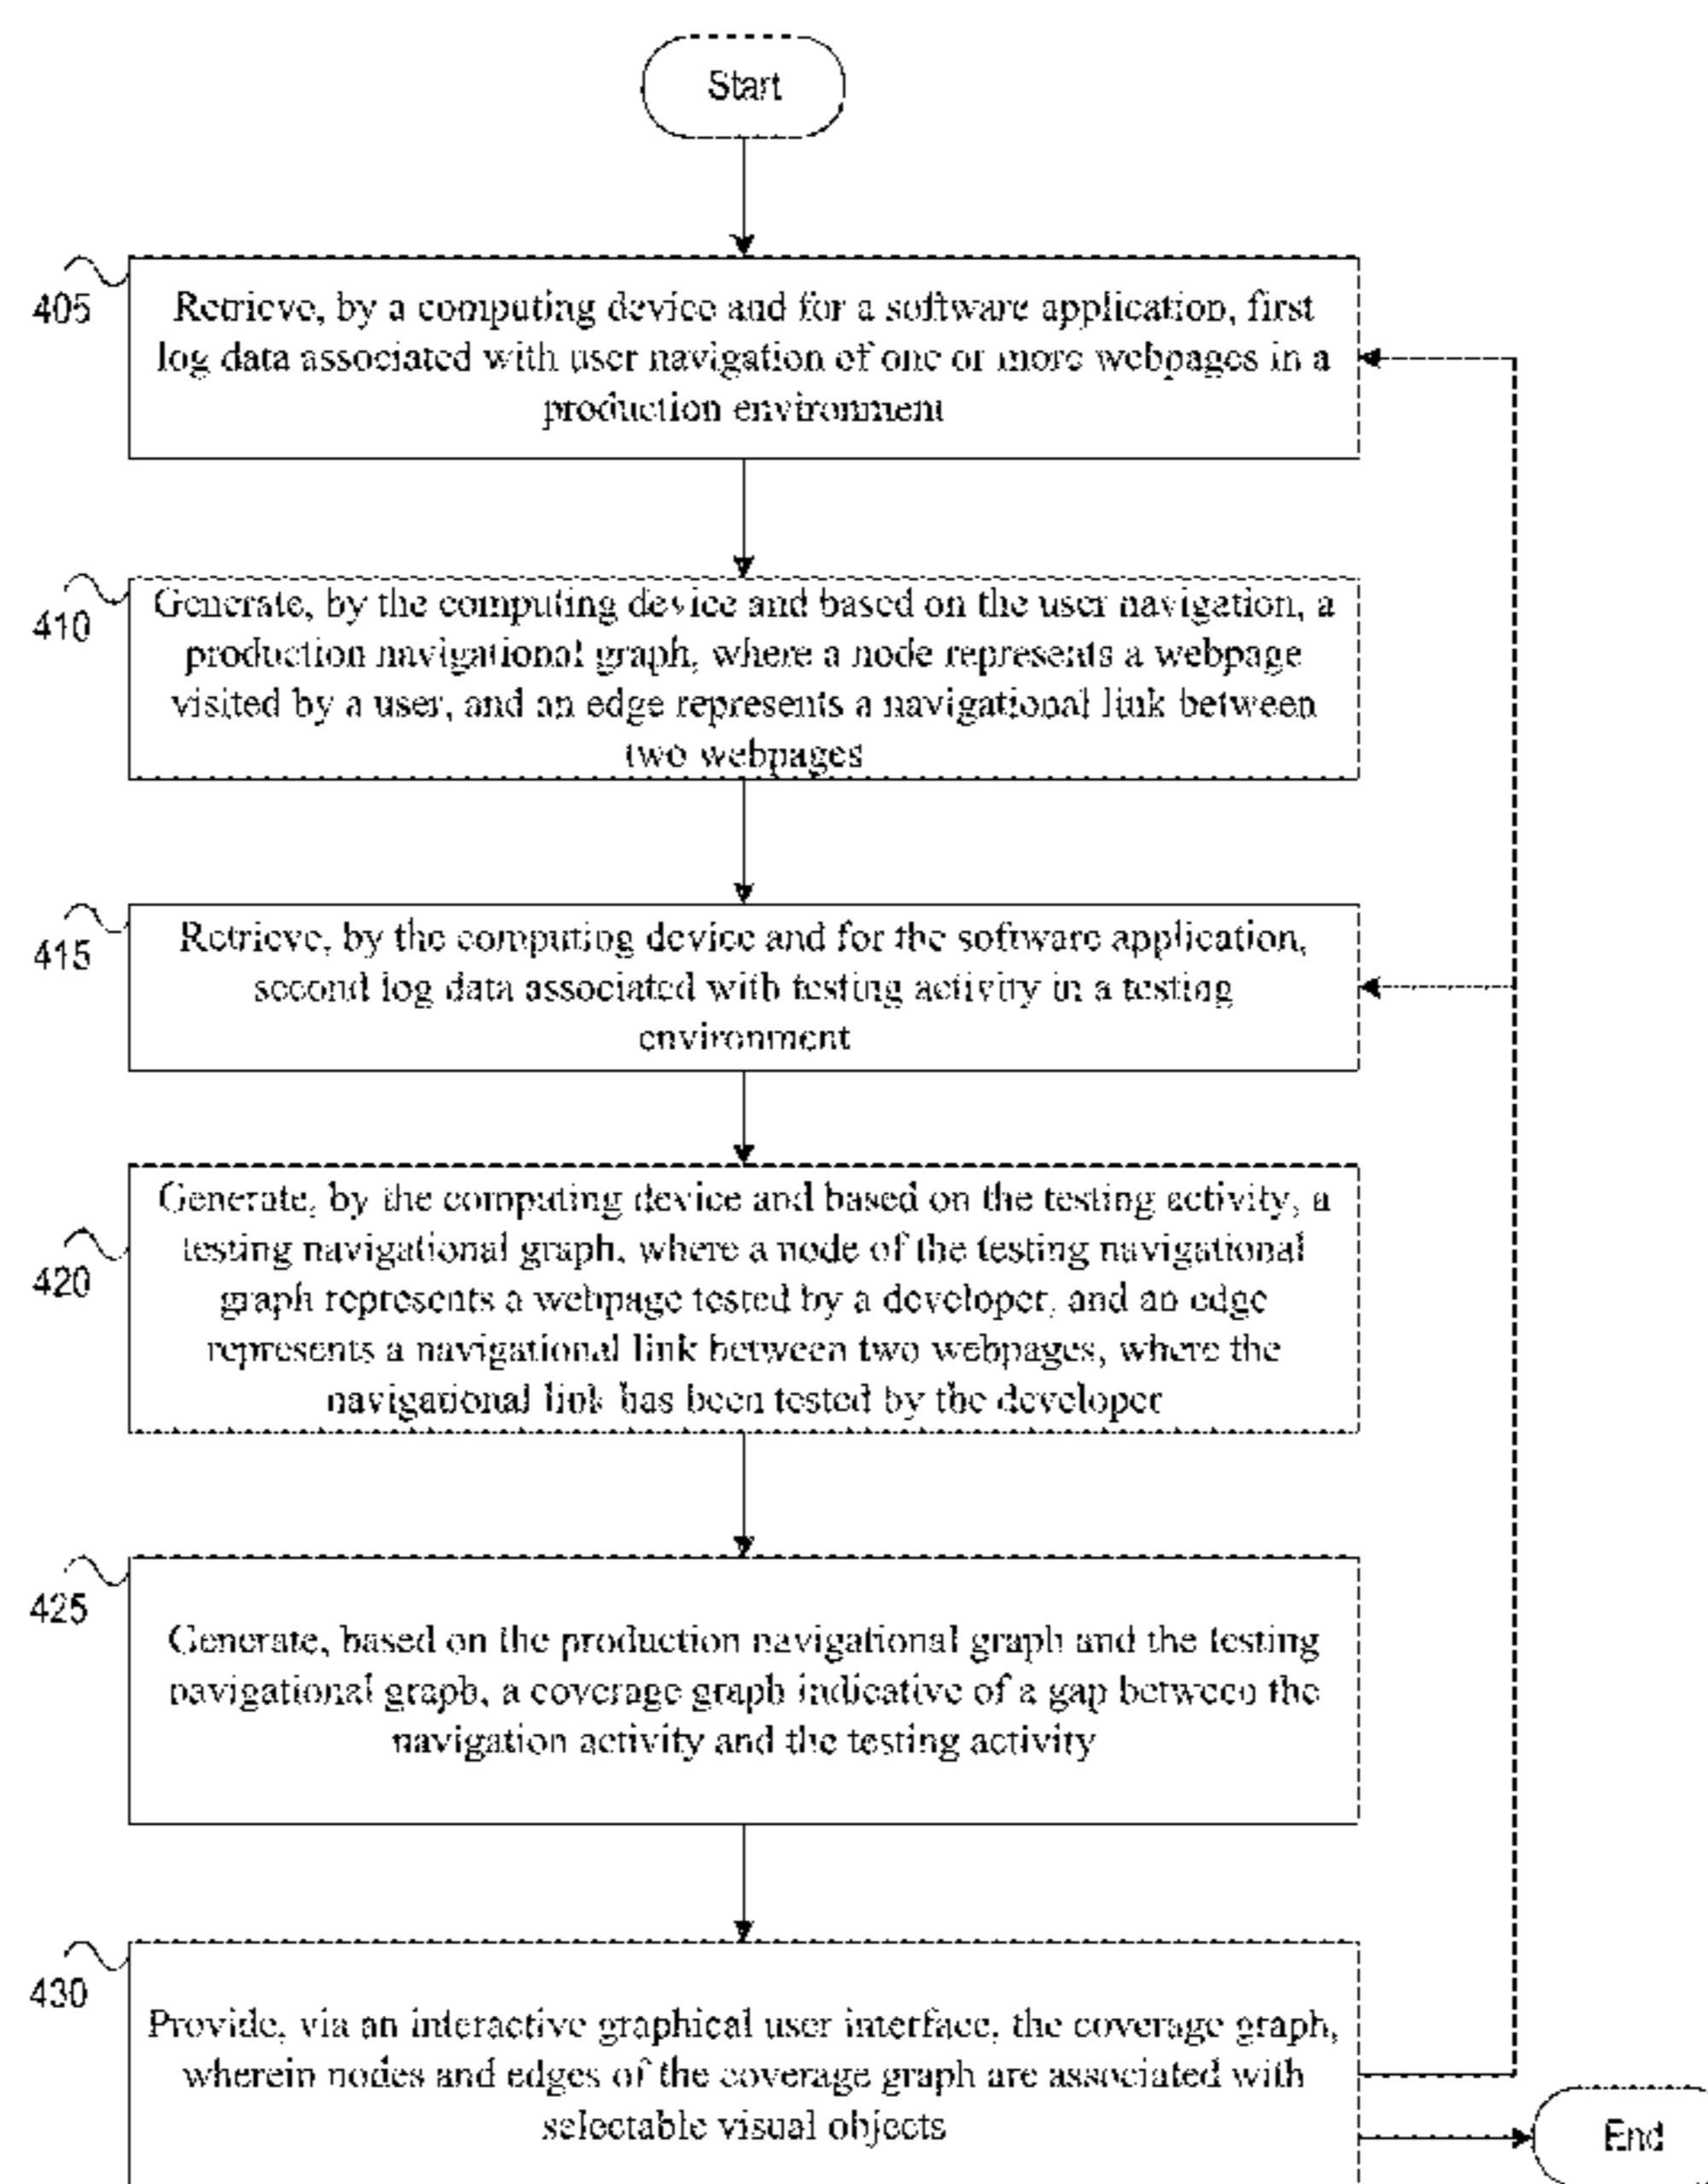 Start
405
Retrieve, by a computing device and for a software application, first
log data associated with user navigation of one or more webpages in a
production environment
410
Generate, by the computing device and based on the user navigation, a
production navigational graph, where a node represents a webpage
visited by a user, and an edge represents a navigational link between
two webpages
415
Retrieve, by the computing device and for the software application,
second log data associated with testing activity in a testing
environment
420
Generate, by the computing device and based on the testing activity, a
testing navigational graph, where a node of the testing navigational
graph represents a webpage tested by a developer, and an edge
represents a navigational link between two webpages, where the
navigational link has been tested by the developer
425
Generate, based on the production navigational graph and the testing
navigational graph, a coverage graph indicative of a gap between the
navigation activity and the testing activity
430
Provide, via an interactive graphical user interface, the coverage graph,
wherein nodes and edges of the coverage graph are associated with
selectable visual objects
End